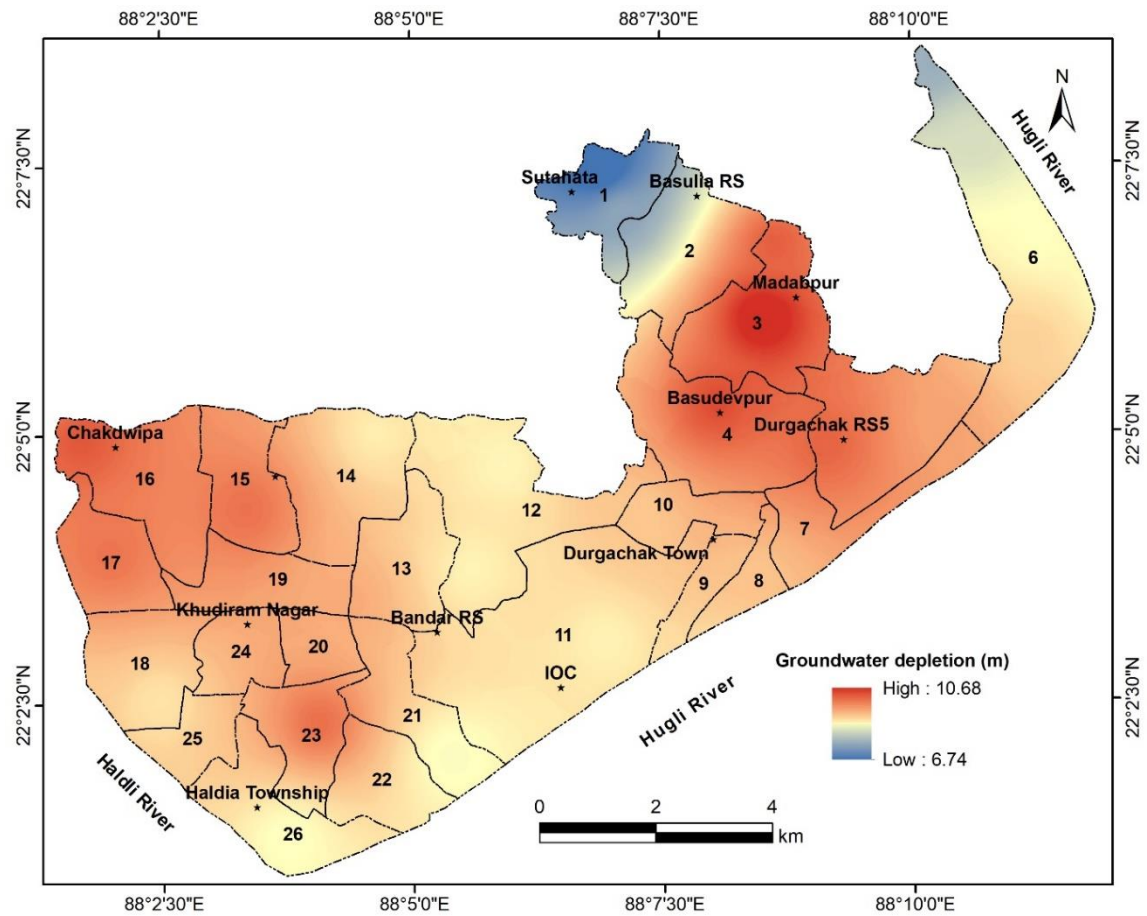 88°2'30"E 88°5'0"E 88°7'30"E 88°10'0"E
N
Hugli River
22°7'30"N 22°7'30"N
Sutahata
1
Basulia RS
2
6
Madabpur
3
Basudevpur
4
Durgachak RS5
22°5'0"N 22°5'0"N
Chakdwipa
16
15
14
12
10
7
17
13
Durgachak Town
19
9
8
Khudiram Nagar
Bandar RS
11
18
24
20
IOC
Groundwater depletion (m)
High : 10.68
Low : 6.74
22°2'30"N 22°2'30"N
21
Hugli River
25
23
22
Haldli River
Haldia Township
26
0 2 4
km
88°2'30"E 88°5'0"E 88°7'30"E 88°10'0"E